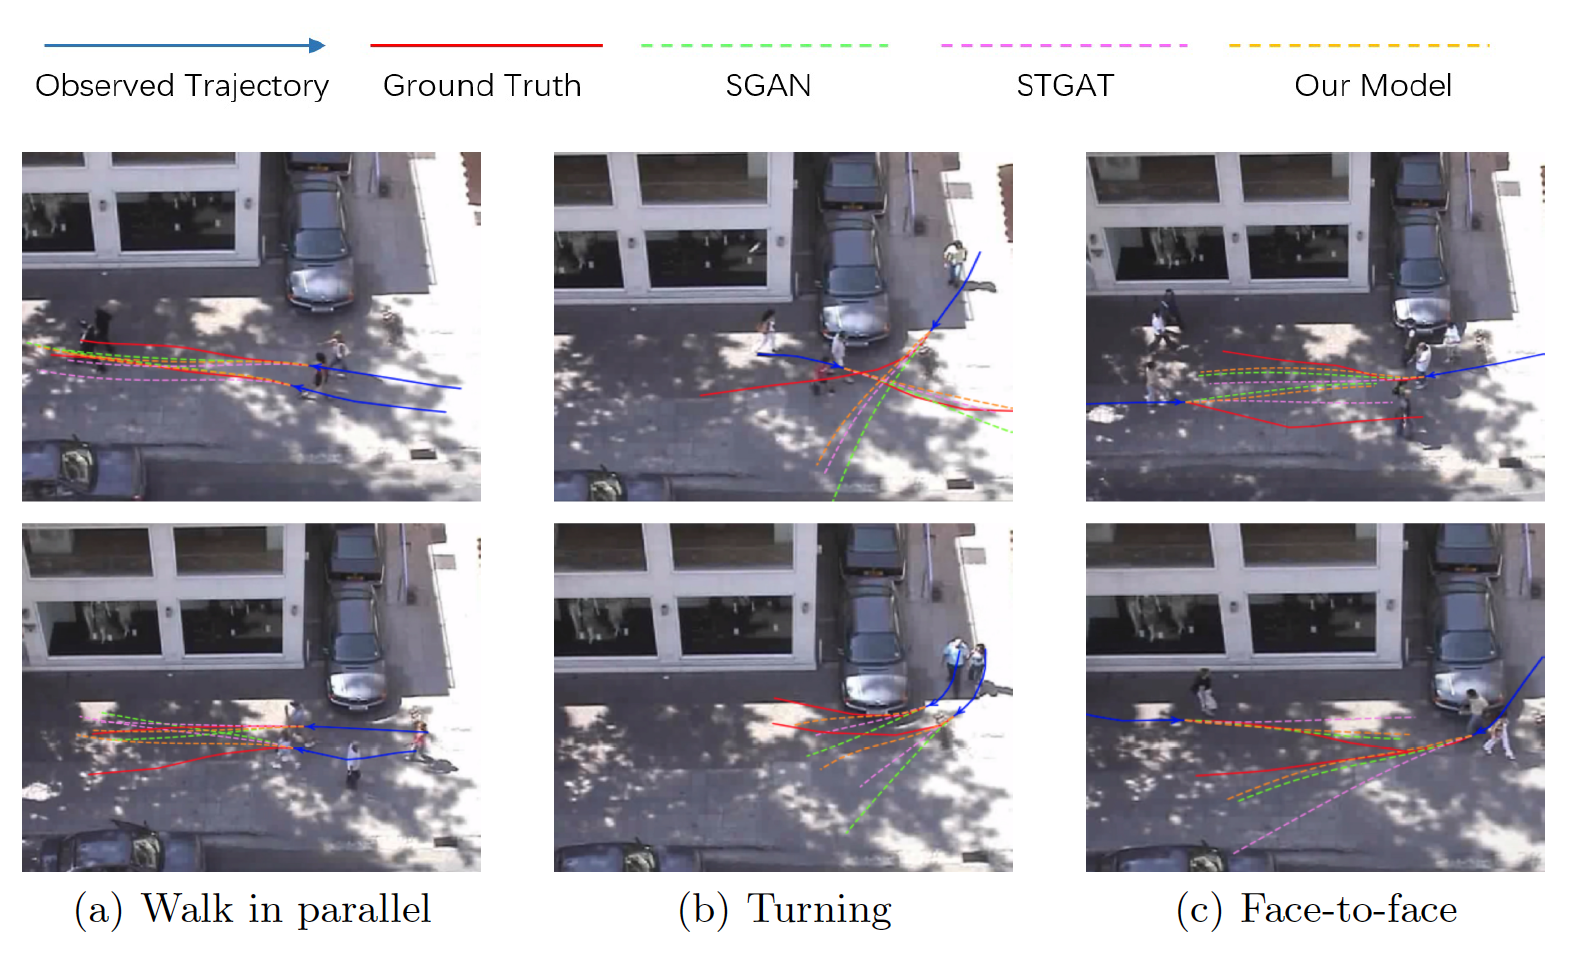 Observed Trajectory Ground Truth SGAN STGAT Our Model
(a) Walk in parallel (b) Turning (c) Face-to-face